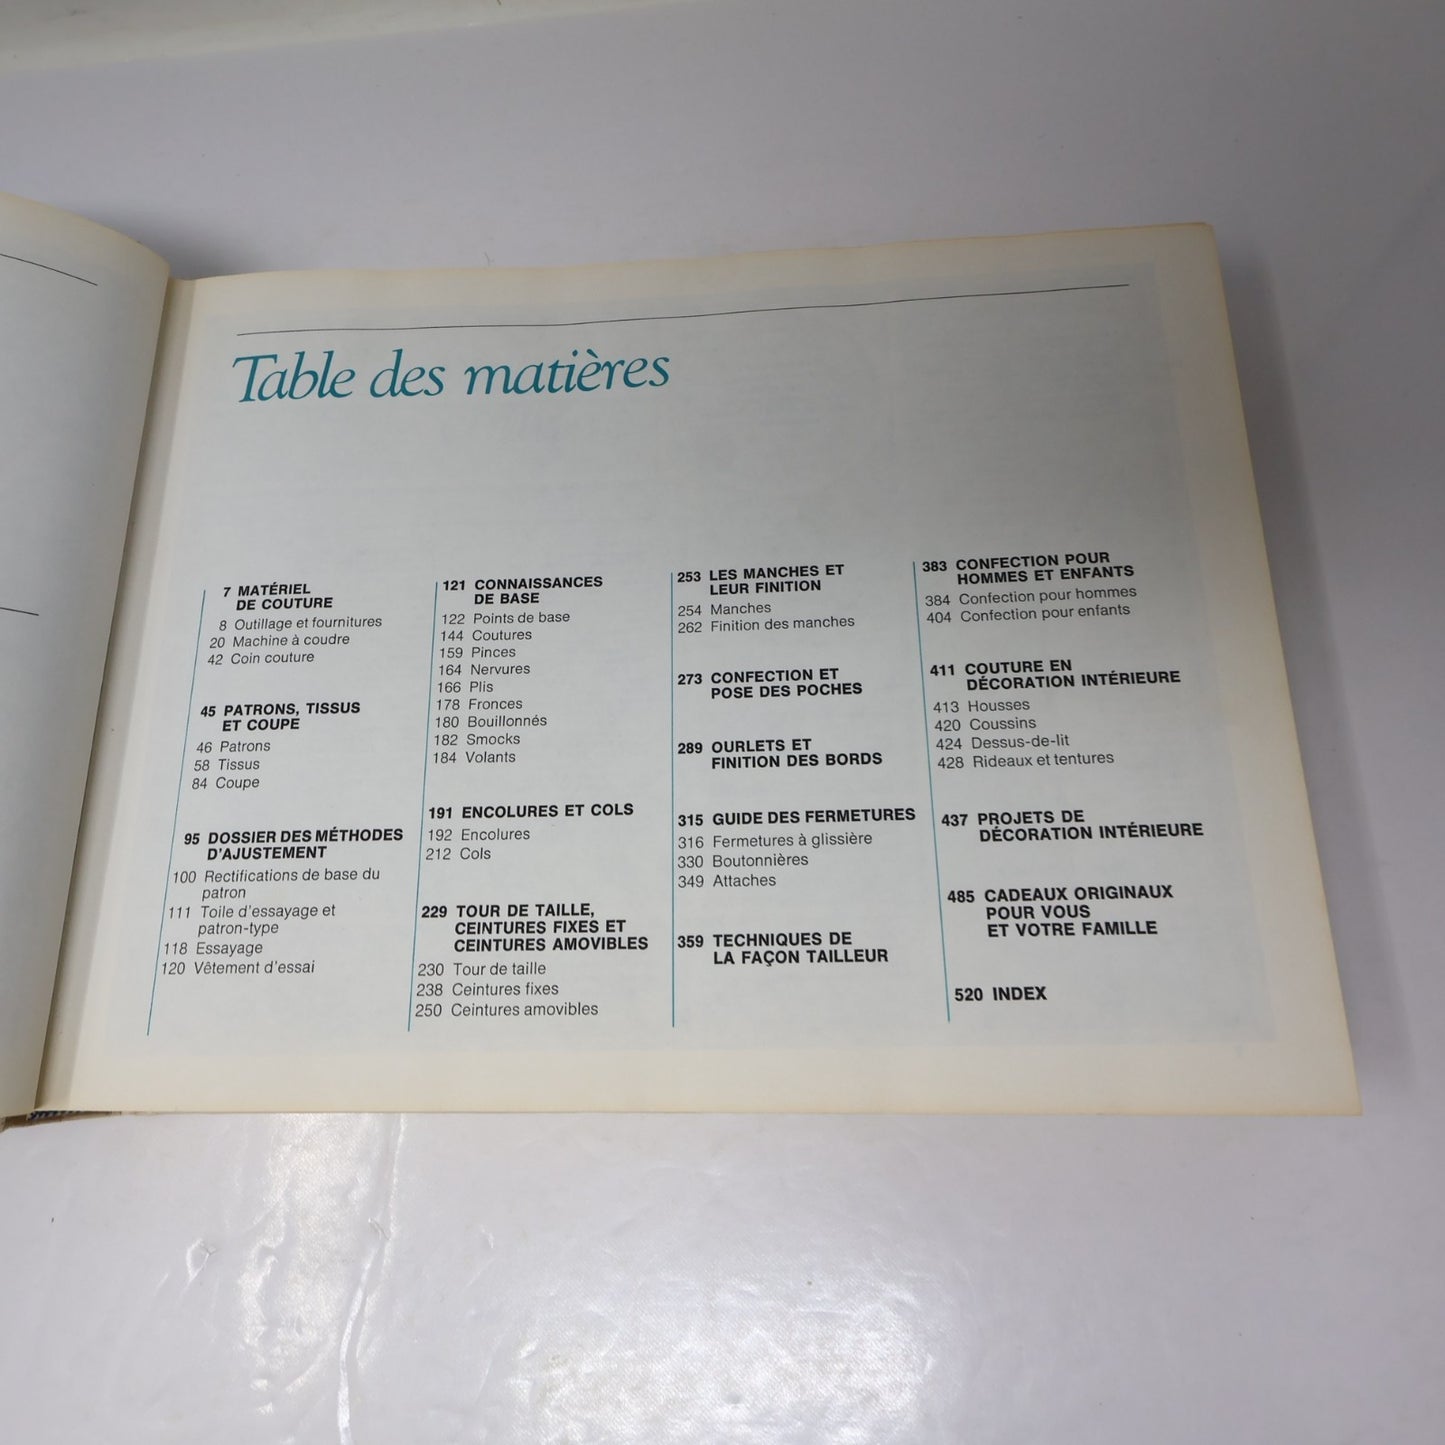 Table des matières
7 MATÉRIEL
DE COUTURE
8 Outillage et fournitures
20 Machine à coudre
42 Coin couture
45 PATRONS, TISSUS
ET COUPE
46 Patrons
58 Tissus
84 Coupe
95 DOSSIER DES MÉTHODES
D'AJUSTEMENT
100 Rectifications de base du
patron
111 Toile d'essayage et
patron-type
118 Essayage
120 Vêtement d'essai
121 CONNAISSANCES
DE BASE
122 Points de base
144 Coutures
159 Pinces
164 Nervures
166 Plis
178 Fronces
180 Bouillonnés
182 Smocks
184 Volants
191 ENCOLURES ET COLS
192 Encolures
212 Cols
229 TOUR DE TAILLE,
CEINTURES FIXES ET
CEINTURES AMOVIBLES
230 Tour de taille
238 Ceintures fixes
250 Ceintures amovibles
253 LES MANCHES ET
LEUR FINITION
254 Manches
262 Finition des manches
273 CONFECTION ET
POSE DES POCHES
289 OURLETS ET
FINITION DES BORDS
315 GUIDE DES FERMETURES
316 Fermetures à glissière
330 Boutonnières
349 Attaches
359 TECHNIQUES DE
LA FAÇON TAILLEUR
383 CONFECTION POUR
HOMMES ET ENFANTS
384 Confection pour hommes
404 Confection pour enfants
411 COUTURE EN
DÉCORATION INTÉRIEURE
413 Housses
420 Coussins
424 Dessus-de-lit
428 Rideaux et tentures
437 PROJETS DE
DÉCORATION INTÉRIEURE
485 CADEAUX ORIGINAUX
POUR VOUS
ET VOTRE FAMILLE
520 INDEX